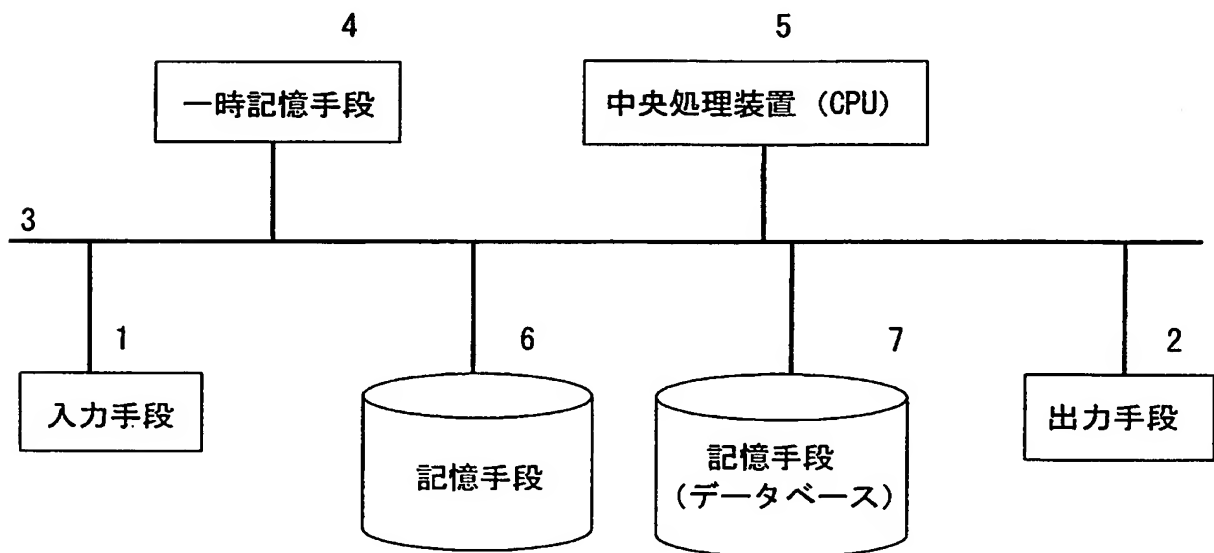 4
5
一時記憶手段
中央処理装置（CPU）
3
1
6
7
2
入力手段
記憶手段
記憶手段
（データベース）
出力手段